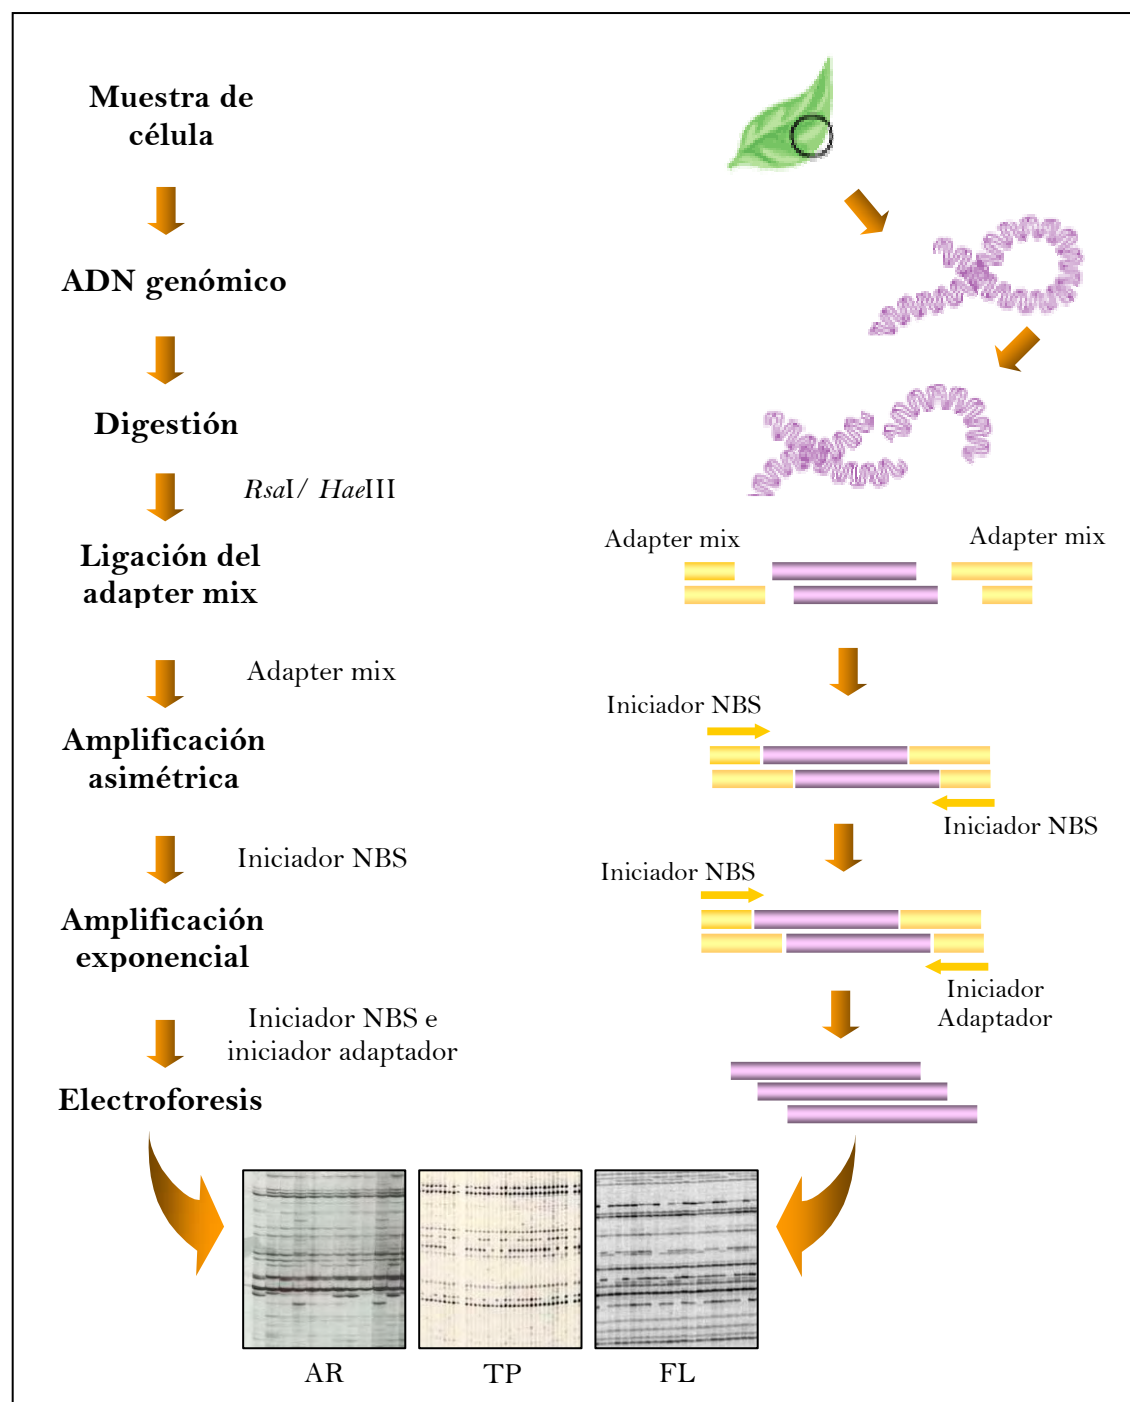 Muestra de
célula
ADN genómico
Digestión
RsaI/ HaeIII
Ligación del
adapter mix
Adapter mix
Amplificación
asimétrica
Iniciador NBS
Amplificación
exponencial
Iniciador NBS e
iniciador adaptador
Electroforesis
Adapter mix
Adapter mix
Iniciador NBS
Iniciador NBS
Iniciador NBS
Iniciador
Adaptador
AR
TP
FL